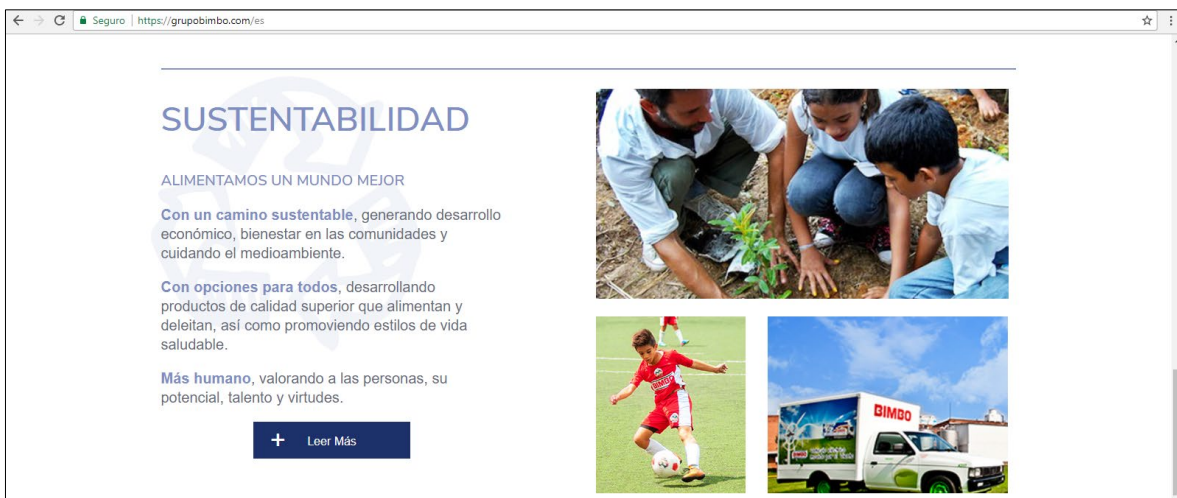 Seguro
https://grupobimbo.com/es
SUSTENTABILIDAD
ALIMENTAMOS UN MUNDO MEJOR
Con un camino sustentable, generando desarrollo
económico, bienestar en las comunidades y
cuidando el medioambiente.
Con opciones para todos, desarrollando
productos de calidad superior que alimentan y
deleitan, así como promoviendo estilos de vida
saludable.
Más humano, valorando a las personas, su
potencial, talento y virtudes.
+ Leer Más
BIMBO
BIMBO
BIMBO